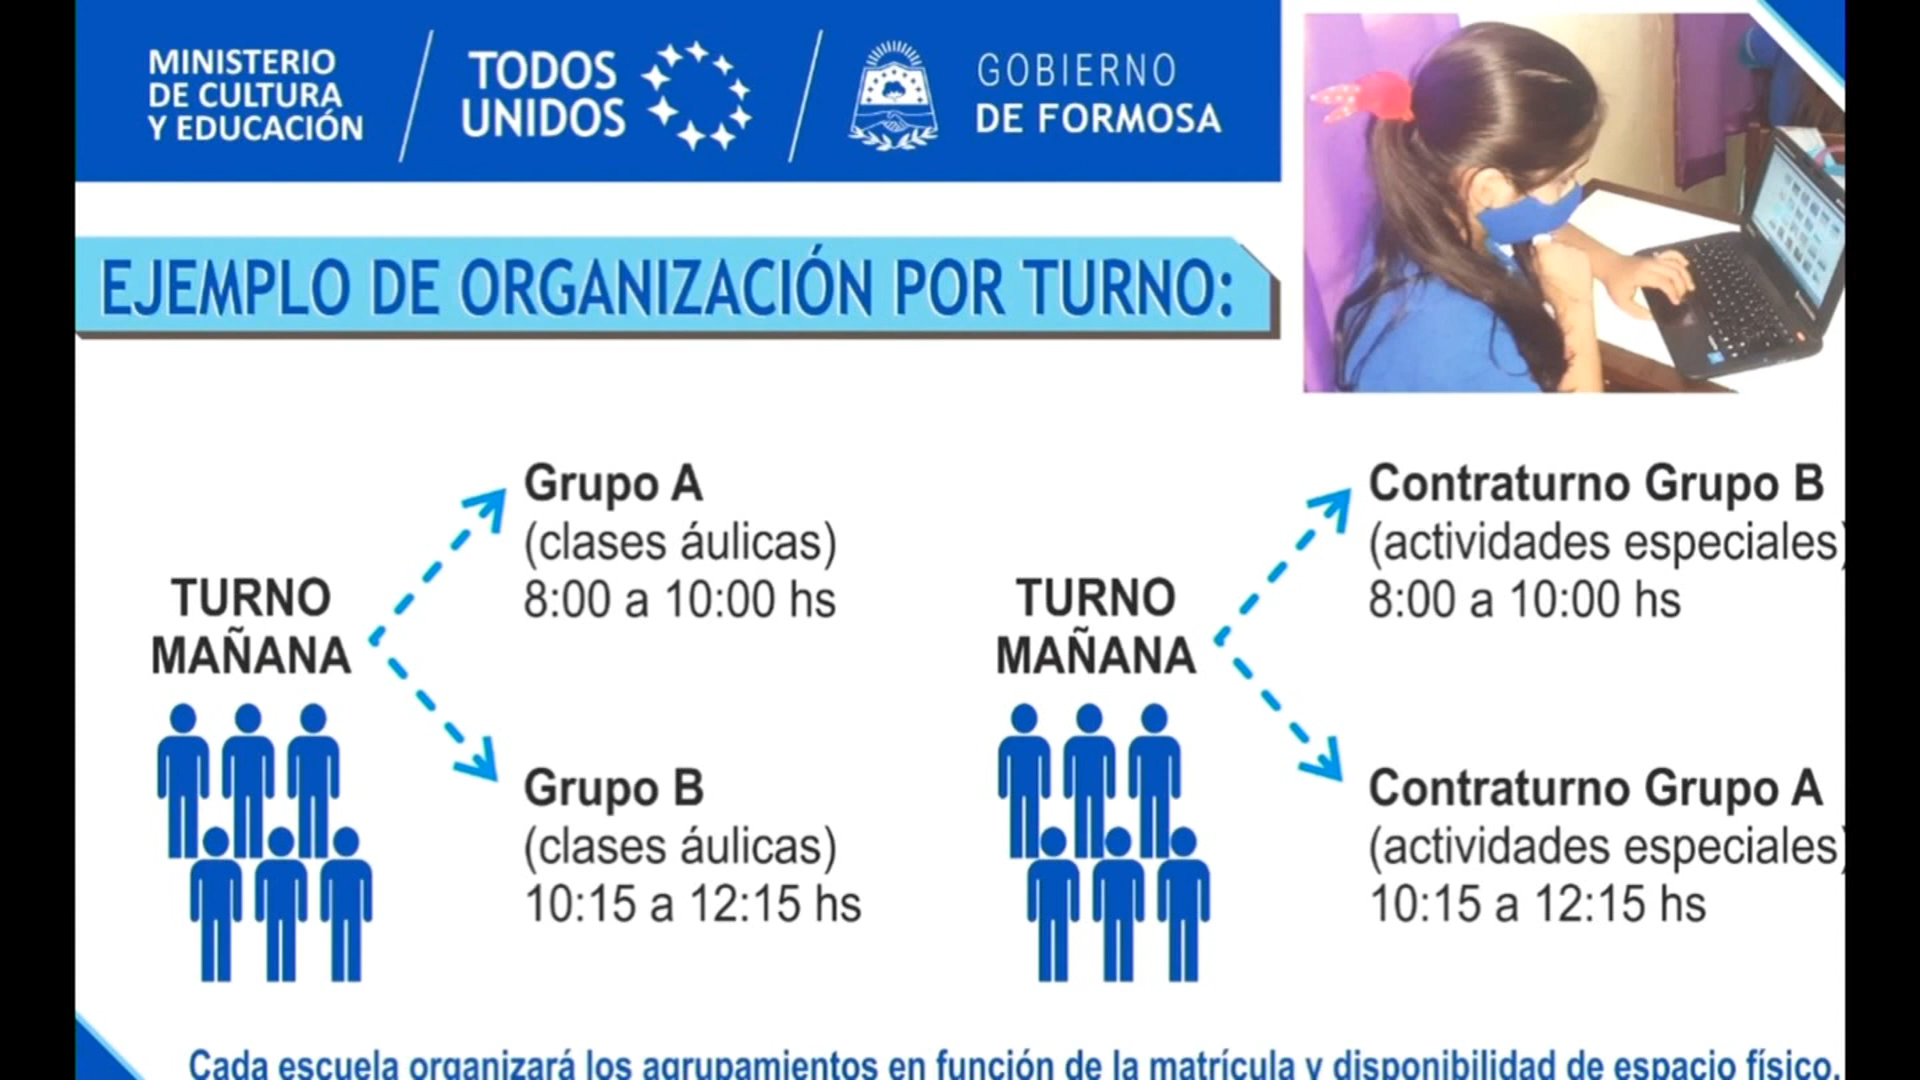 MINISTERIO
DE CULTURA
Y EDUCACIÓN
TODOS
UNIDOS
GOBIERNO
DE FORMOSA
EJEMPLO DE ORGANIZACIÓN POR TURNO:
TURNO
MAÑANA
Grupo A
(clases áulicas)
8:00 a 10:00 hs
Grupo B
(clases áulicas)
10:15 a 12:15 hs
TURNO
MAÑANA
Contraturno Grupo B
(actividades especiales)
8:00 a 10:00 hs
Contraturno Grupo A
(actividades especiales)
10:15 a 12:15 hs
Cada escuela organizará los agrupamientos en función de la matrícula y disponibilidad de espacio físico.